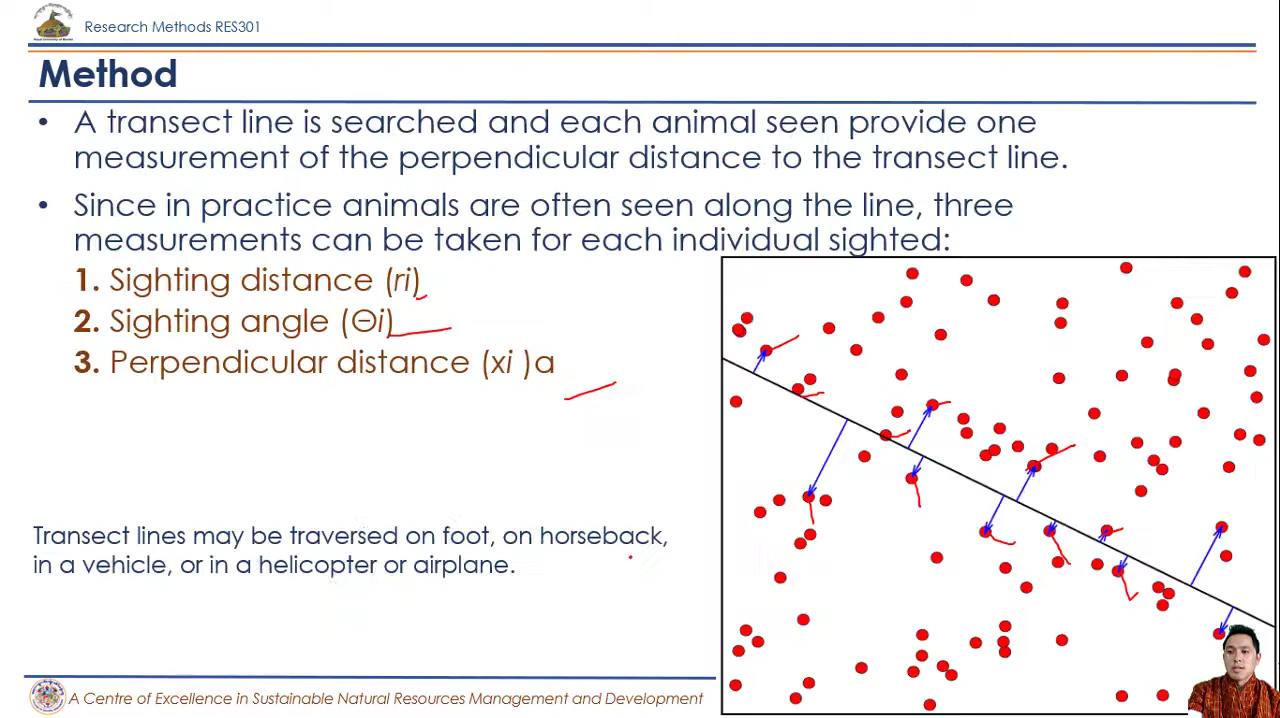 Research Methods RES301
Method
• A transect line is searched and each animal seen provide one
measurement of the perpendicular distance to the transect line.
• Since in practice animals are often seen along the line, three
measurements can be taken for each individual sighted:
1. Sighting distance (ri)
2. Sighting angle (Θi)
3. Perpendicular distance (xi )a
Transect lines may be traversed on foot, on horseback,
in a vehicle, or in a helicopter or airplane.
A Centre of Excellence in Sustainable Natural Resources Management and Development